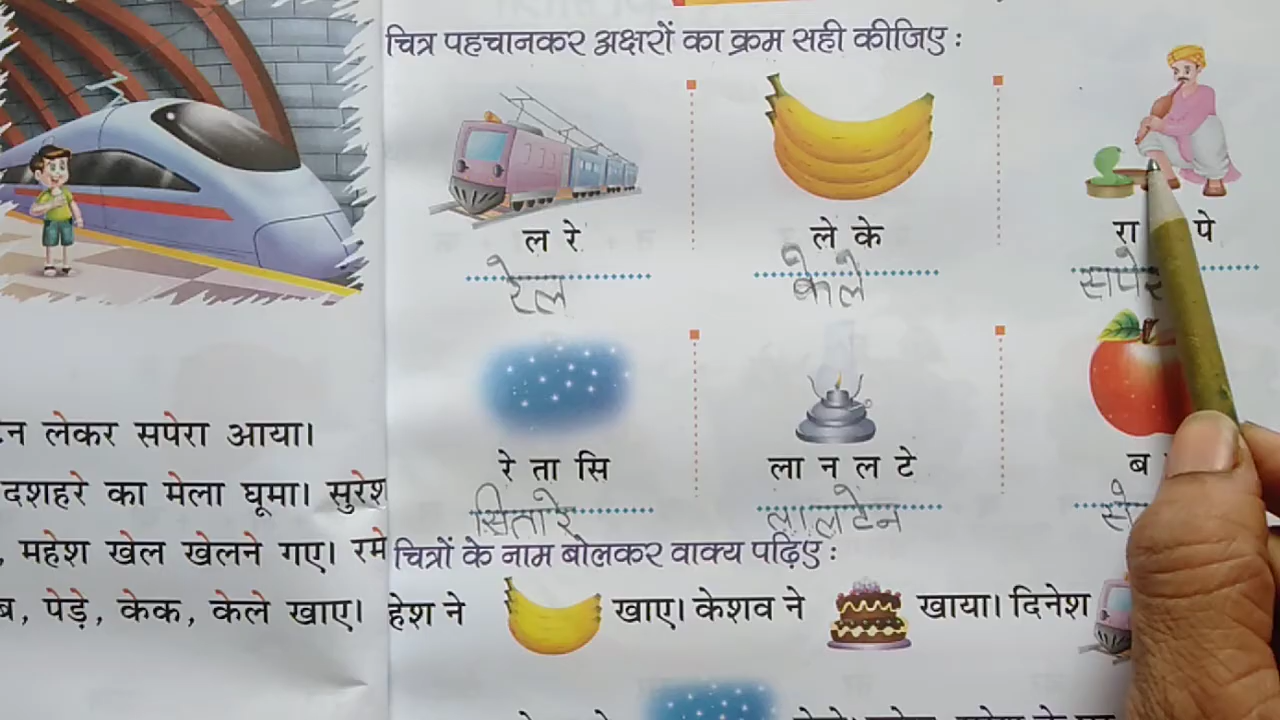 चित्र पहचानकर अक्षरों का क्रम सही कीजिए :
ल रे
ले के
रा पे
रेल
केले
सपेर
रे ता सि
ला न ल टे
ब
सितारे
लालटेन
से
चित्रों के नाम बोलकर वाक्य पढ़िए :
हेश ने खाए। केशव ने खाया। दिनेश
न लेकर सपेरा आया।
दशहरे का मेला घूमा। सुरेश
, महेश खेल खेलने गए। रमे
ब, पेड़े, केक, केले खाए।